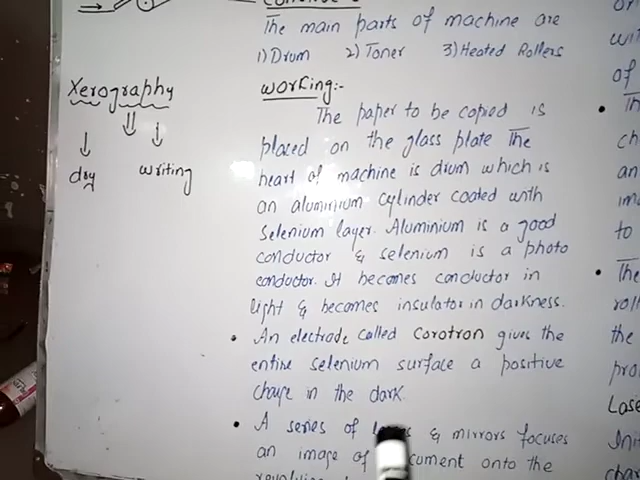 The main parts of machine are
1) Drum 2) Toner 3) Heated Rollers
Xerography
dry writing
working:-
The paper to be copied is
placed on the glass plate The
heart of machine is drum which is
an aluminium cylinder coated with
Selenium layer. Aluminium is a good
conductor & selenium is a photo
conductor. It becomes conductor in
light & becomes insulator in darkness.
• An electrode called Corotron gives the
entire selenium surface a positive
charge in the dark.
• A series of & mirrors focuses
an image of onto the
of
to
• The
the